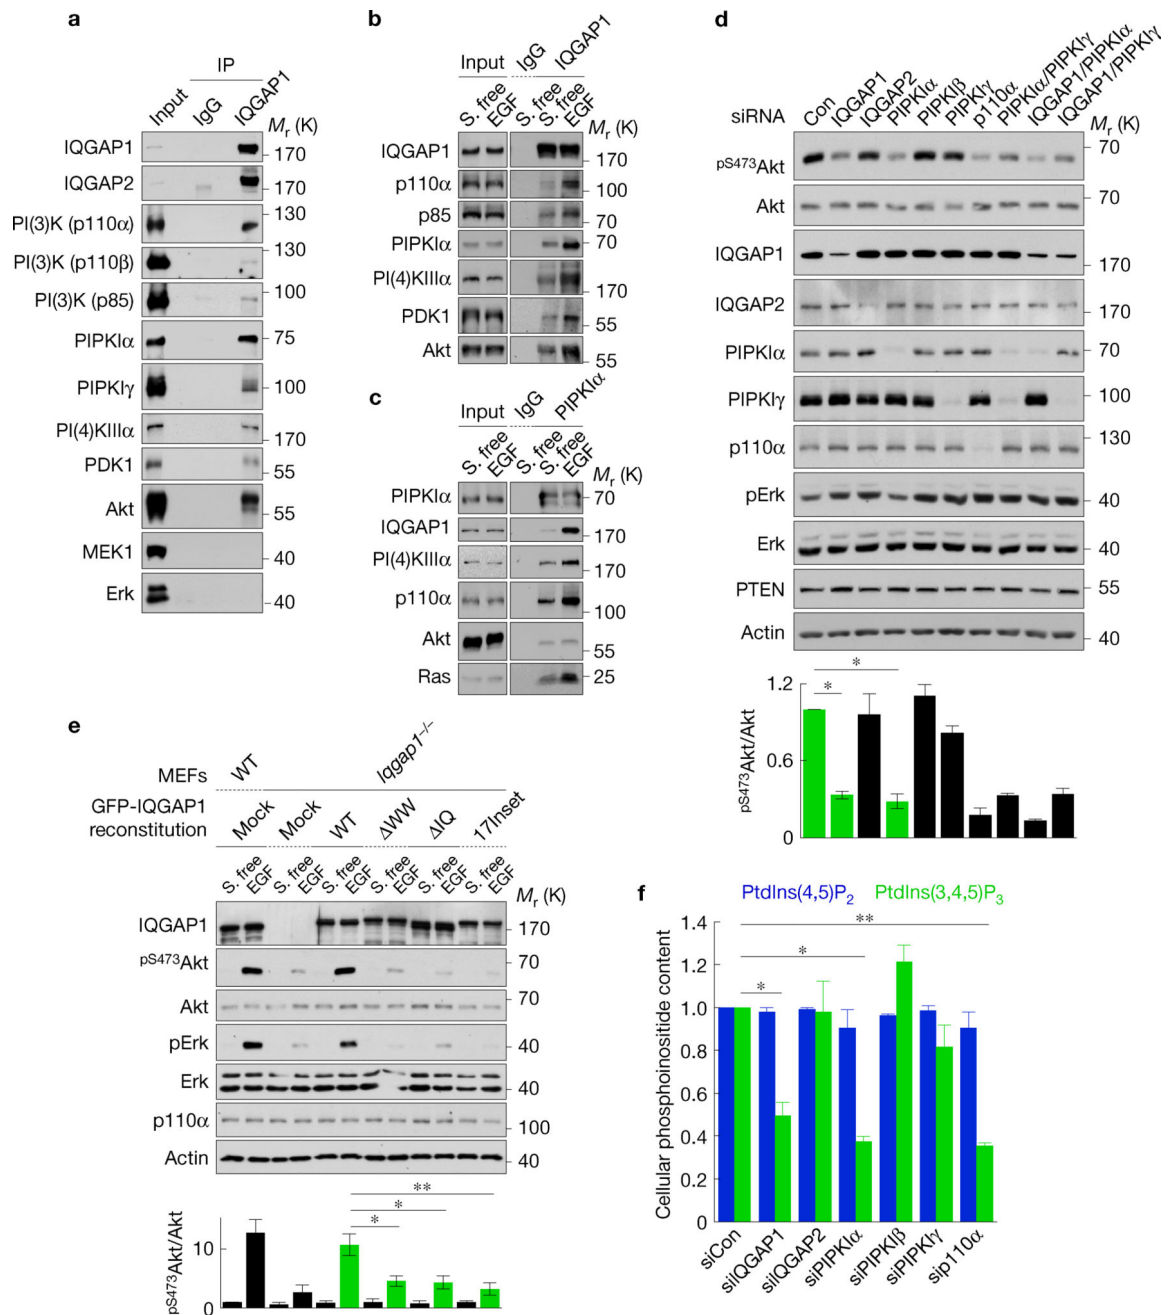 a
IP
Input
IgG
IQGAP1
Mr (K)
IQGAP1
170
IQGAP2
170
PI(3)K (p110α)
130
PI(3)K (p110β)
130
PI(3)K (p85)
100
PIPKIα
75
PIPKIγ
100
PI(4)KIIIα
170
PDK1
55
Akt
55
MEK1
40
Erk
40
b
Input
IgG
IQGAP1
S. free
EGF
S. free
S. free
EGF
Mr (K)
IQGAP1
170
p110α
100
p85
70
PIPKIα
70
PI(4)KIIIα
170
PDK1
55
Akt
55
c
Input
IgG
PIPKIα
S. free
EGF
S. free
S. free
EGF
Mr (K)
PIPKIα
70
IQGAP1
170
PI(4)KIIIα
170
p110α
100
Akt
55
Ras
25
d
siRNA
Con
IQGAP1
IQGAP2
PIPKIα
PIPKIβ
PIPKIγ
p110α
PIPKIα/PIPKIγ
IQGAP1/PIPKIα
IQGAP1/PIPKIγ
Mr (K)
pS473Akt
70
Akt
70
IQGAP1
170
IQGAP2
170
PIPKIα
70
PIPKIγ
100
p110α
130
pErk
40
Erk
40
PTEN
55
Actin
40
*
*
1.2
0.6
0
pS473Akt/Akt
e
MEFs
WT
Iqgap1–/–
GFP-IQGAP1
reconstitution
Mock
Mock
WT
ΔWW
ΔIQ
17Inset
S. free
EGF
S. free
EGF
S. free
EGF
S. free
EGF
S. free
EGF
S. free
EGF
Mr (K)
IQGAP1
170
pS473Akt
70
Akt
70
pErk
40
Erk
40
p110α
100
Actin
40
**
*
*
10
0
pS473Akt/Akt
f
PtdIns(4,5)P2
PtdIns(3,4,5)P3
**
*
*
1.4
1.2
1.0
0.8
0.6
0.4
0.2
0
Cellular phosphoinositide content
siCon
siIQGAP1
siIQGAP2
siPIPKIα
siPIPKIβ
siPIPKIγ
sip110α